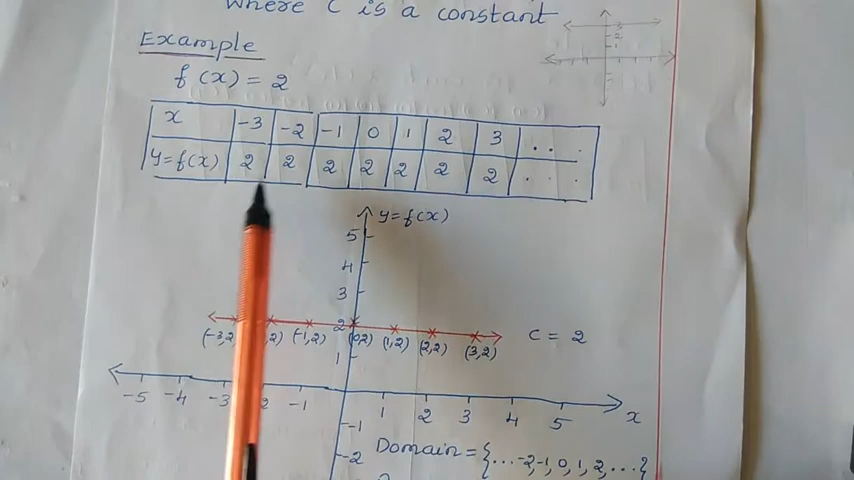 Where C is a constant
Example
f(x) = 2
x -3 -2 -1 0 1 2 3 . . .
y=f(x) 2 2 2 2 2 2 2 . . .
y=f(x)
5
4
3
2
(-3,2 ,2) (-1,2) (0,2) (1,2) (2,2) (3,2) C = 2
1
-5 -4 -3 2 -1 1 2 3 4 5 x
-1
-2
Domain = {...-2,-1, 0, 1, 2, ...}